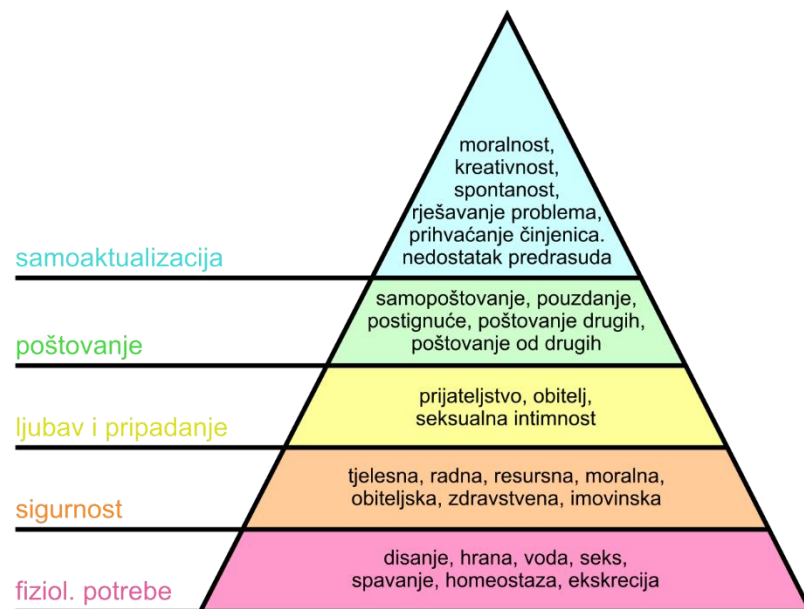 moralnost,
kreativnost,
spontanost,
rješavanje problema,
prihvaćanje činjenica.
nedostatak predrasuda
samoaktualizacija
samopoštovanje, pouzdanje,
postignuće, poštovanje drugih,
poštovanje od drugih
poštovanje
prijateljstvo, obitelj,
seksualna intimnost
ljubav i pripadanje
tjelesna, radna, resursna, moralna,
obiteljska, zdravstvena, imovinska
sigurnost
disanje, hrana, voda, seks,
spavanje, homeostaza, ekskrecija
fiziol. potrebe